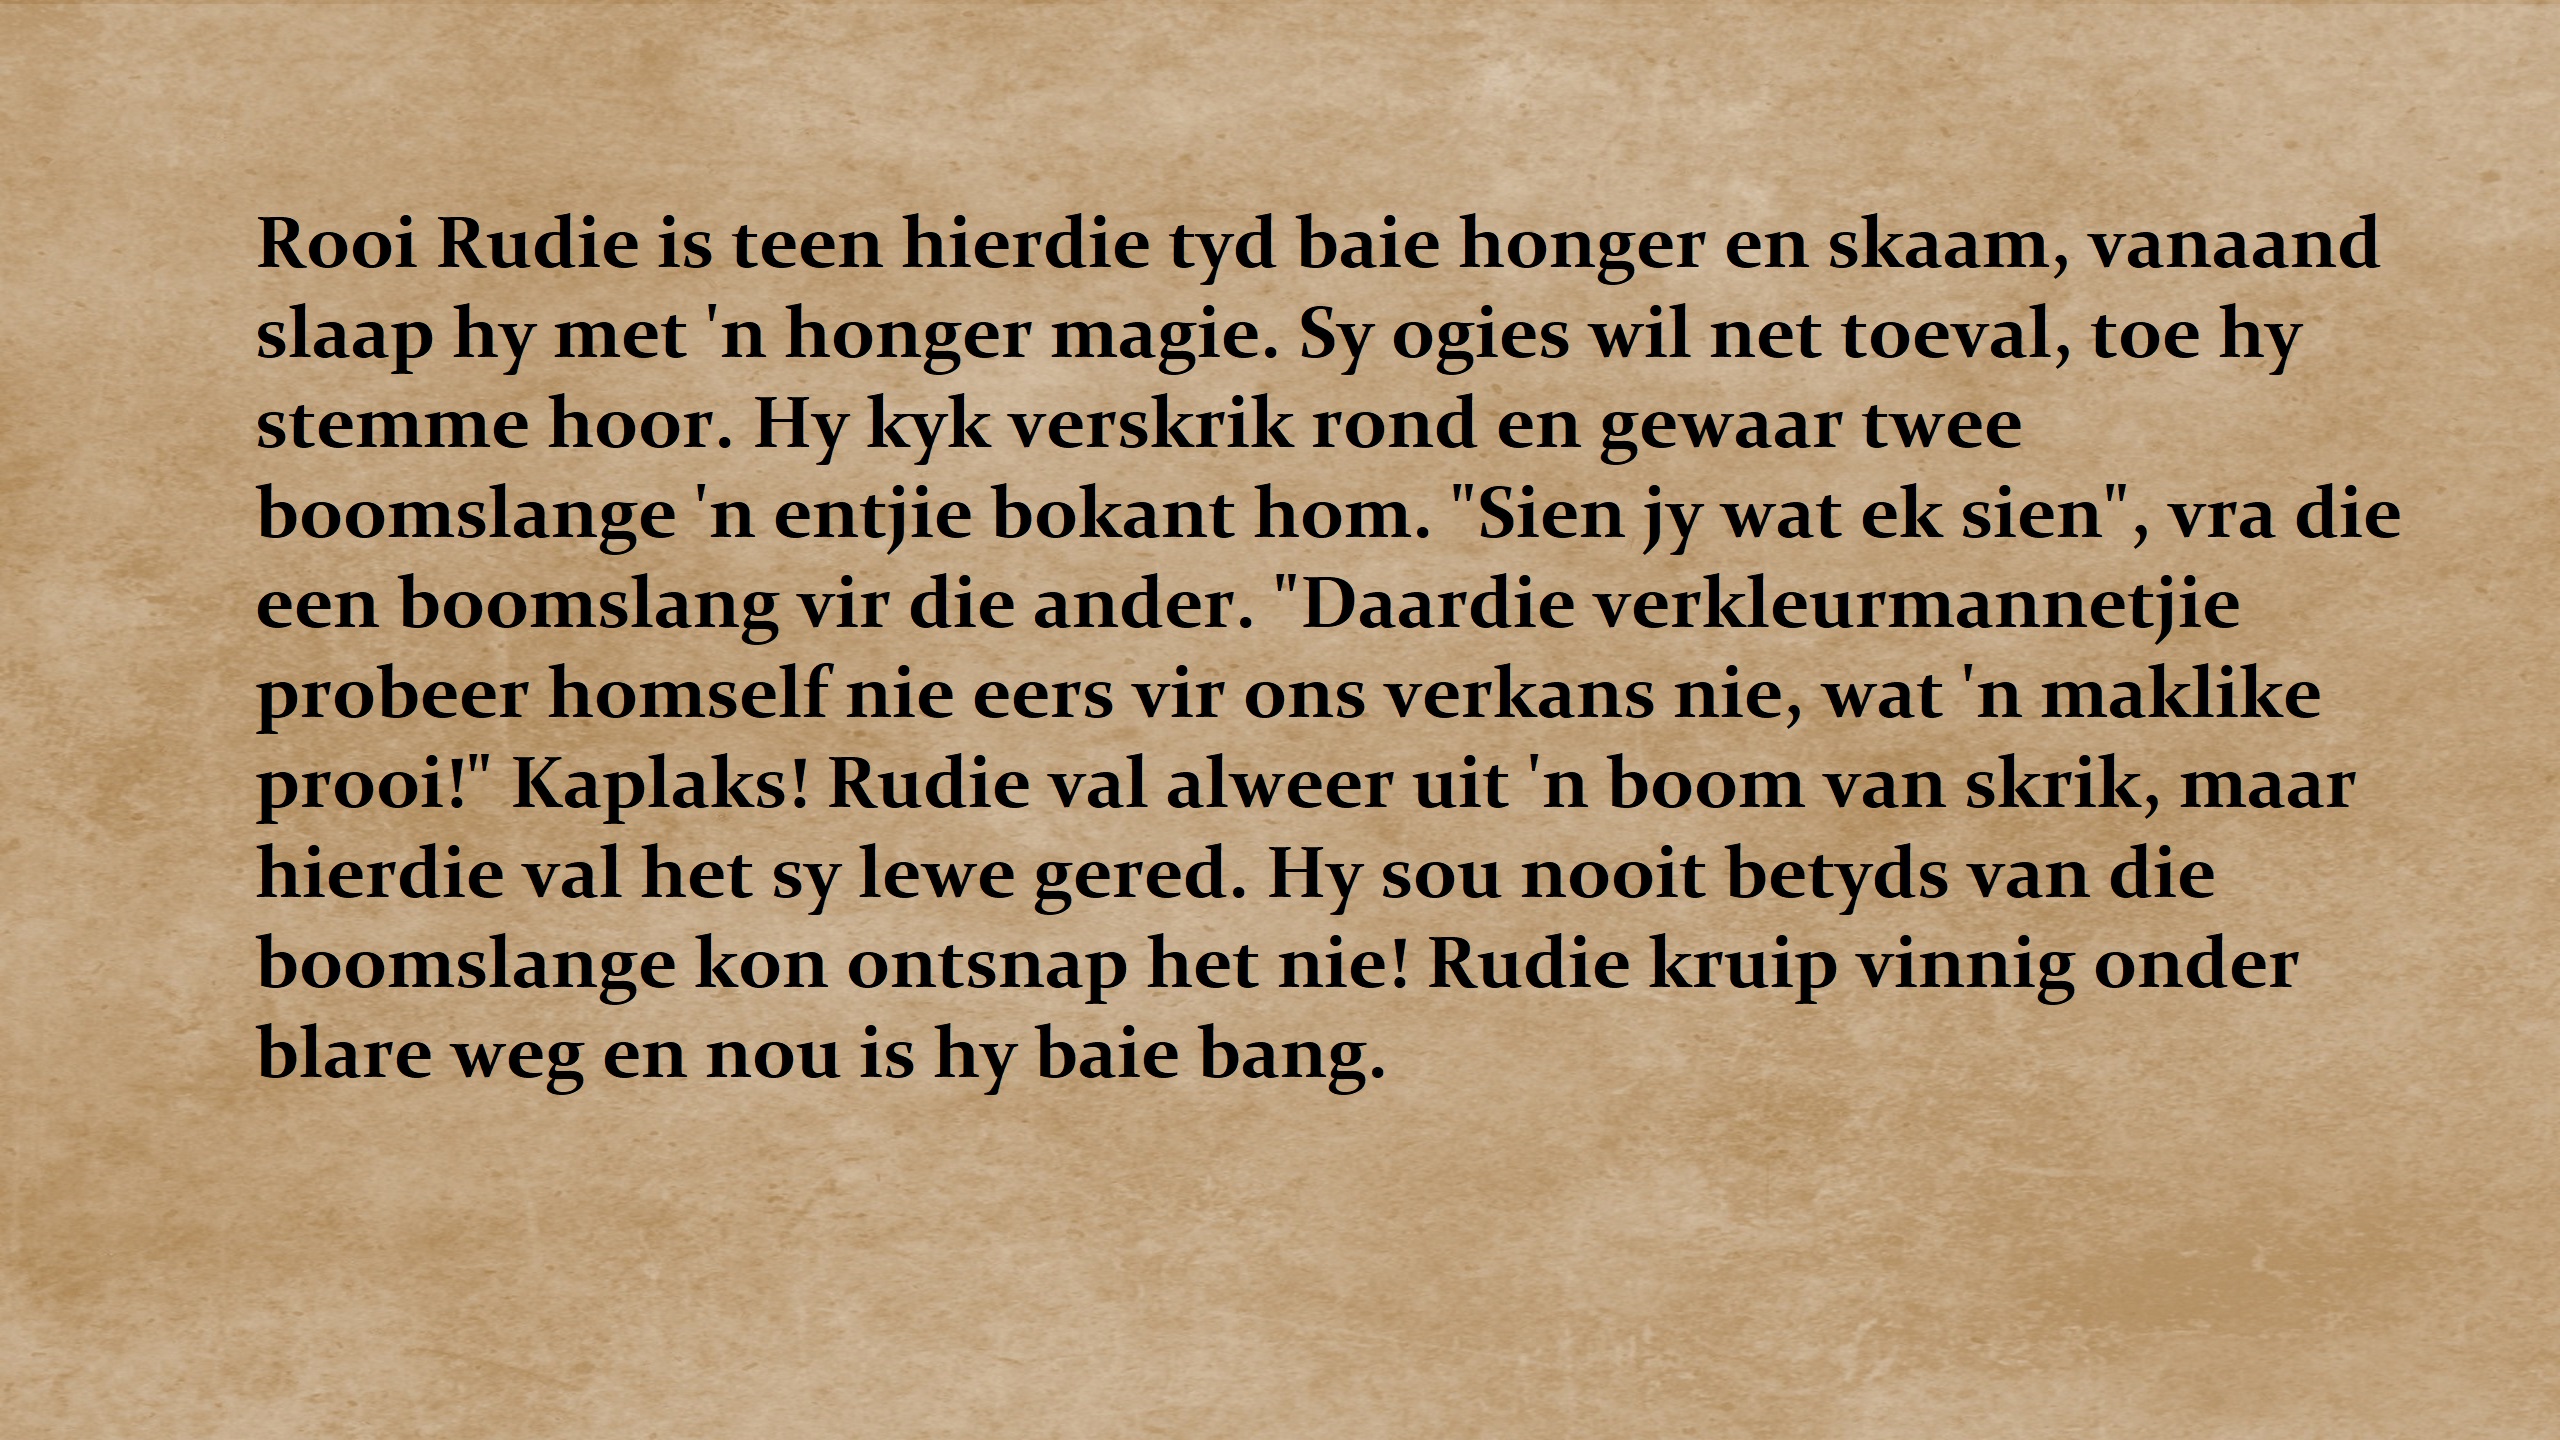 Rooi Rudie is teen hierdie tyd baie honger en skaam, vanaand
slaap hy met 'n honger magie. Sy ogies wil net toeval, toe hy
stemme hoor. Hy kyk verskrik rond en gewaar twee
boomslange 'n entjie bokant hom. "Sien jy wat ek sien", vra die
een boomslang vir die ander. "Daardie verkleurmannetjie
probeer homself nie eers vir ons verkans nie, wat 'n maklike
prooi!" Kaplaks! Rudie val alweer uit 'n boom van skrik, maar
hierdie val het sy lewe gered. Hy sou nooit betyds van die
boomslange kon ontsnap het nie! Rudie kruip vinnig onder
blare weg en nou is hy baie bang.